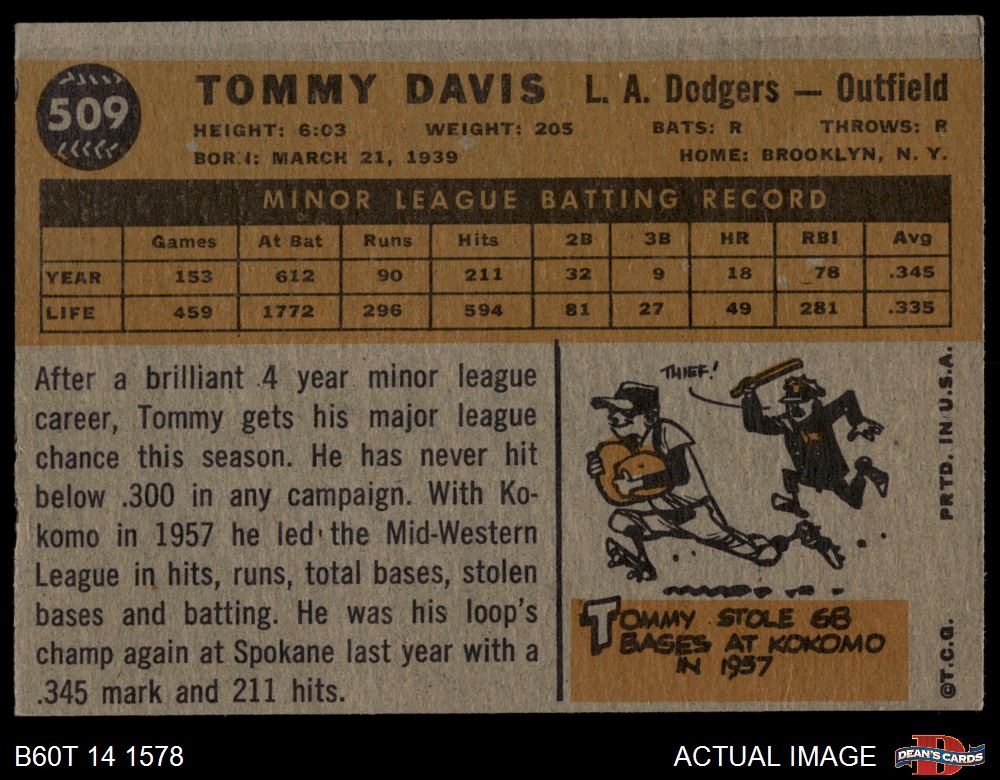 509
TOMMY DAVIS L. A. Dodgers — Outfield
HEIGHT: 6:03 WEIGHT: 205 BATS: R THROWS: R
BORN: MARCH 21, 1939 HOME: BROOKLYN, N. Y.
MINOR LEAGUE BATTING RECORD
Games At Bat Runs Hits 2B 3B HR RBI Avg
YEAR 153 612 90 211 32 9 18 78 .345
LIFE 459 1772 296 594 81 27 49 281 .335
After a brilliant 4 year minor league
career, Tommy gets his major league
chance this season. He has never hit
below .300 in any campaign. With Ko-
komo in 1957 he led the Mid-Western
League in hits, runs, total bases, stolen
bases and batting. He was his loop's
champ again at Spokane last year with a
.345 mark and 211 hits.
THIEF!
TOMMY STOLE 68
BASES AT KOKOMO
IN 1957
©T.C.G. PRTD. IN U.S.A.
B60T 14 1578
ACTUAL IMAGE
D
DEAN'S CARDS